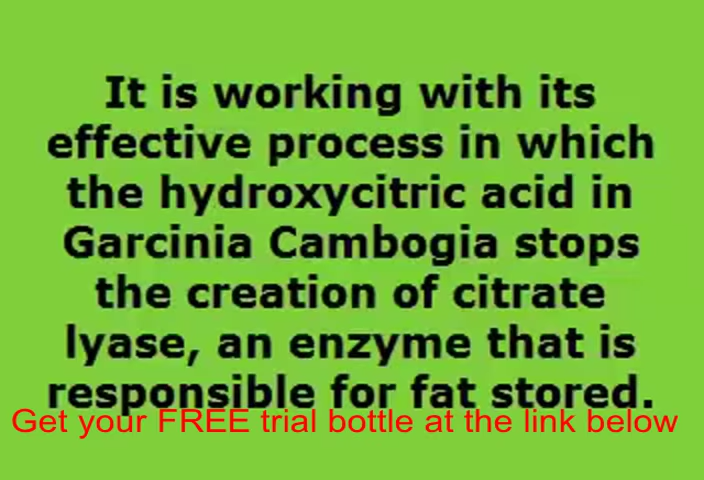 It is working with its
effective process in which
the hydroxycitric acid in
Garcinia Cambogia stops
the creation of citrate
lyase, an enzyme that is
responsible for fat stored.
Get your FREE trial bottle at the link below